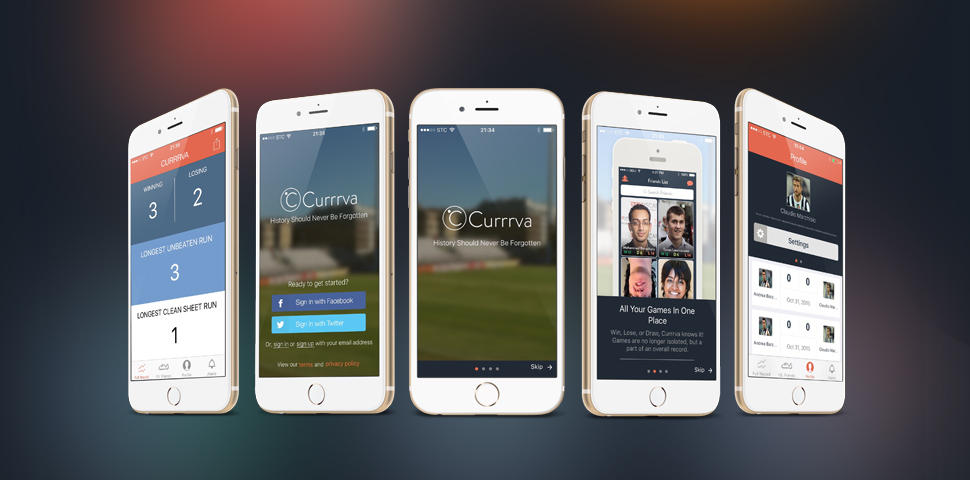 CURRRVA
WINNING
LOSING
3
2
LONGEST UNBEATEN RUN
3
LONGEST CLEAN SHEET RUN
1
STC
21:34
Currrva
History Should Never Be Forgotten
Ready to get started?
Sign in with Facebook
Sign in with Twitter
Or, sign in or sign up with your email address
View our terms and privacy policy
STC
21:34
Currrva
History Should Never Be Forgotten
Skip
STC
21:34
Friends List
All Your Games In One
Place
Win, Lose, or Draw, Currrva knows it!
Games are no longer isolated, but a
part of an overall record.
Skip
STC
Profile
Claudio Marchisio
Settings
0 0
Oct 31, 2015
0 0
Oct 31, 2015
Profile